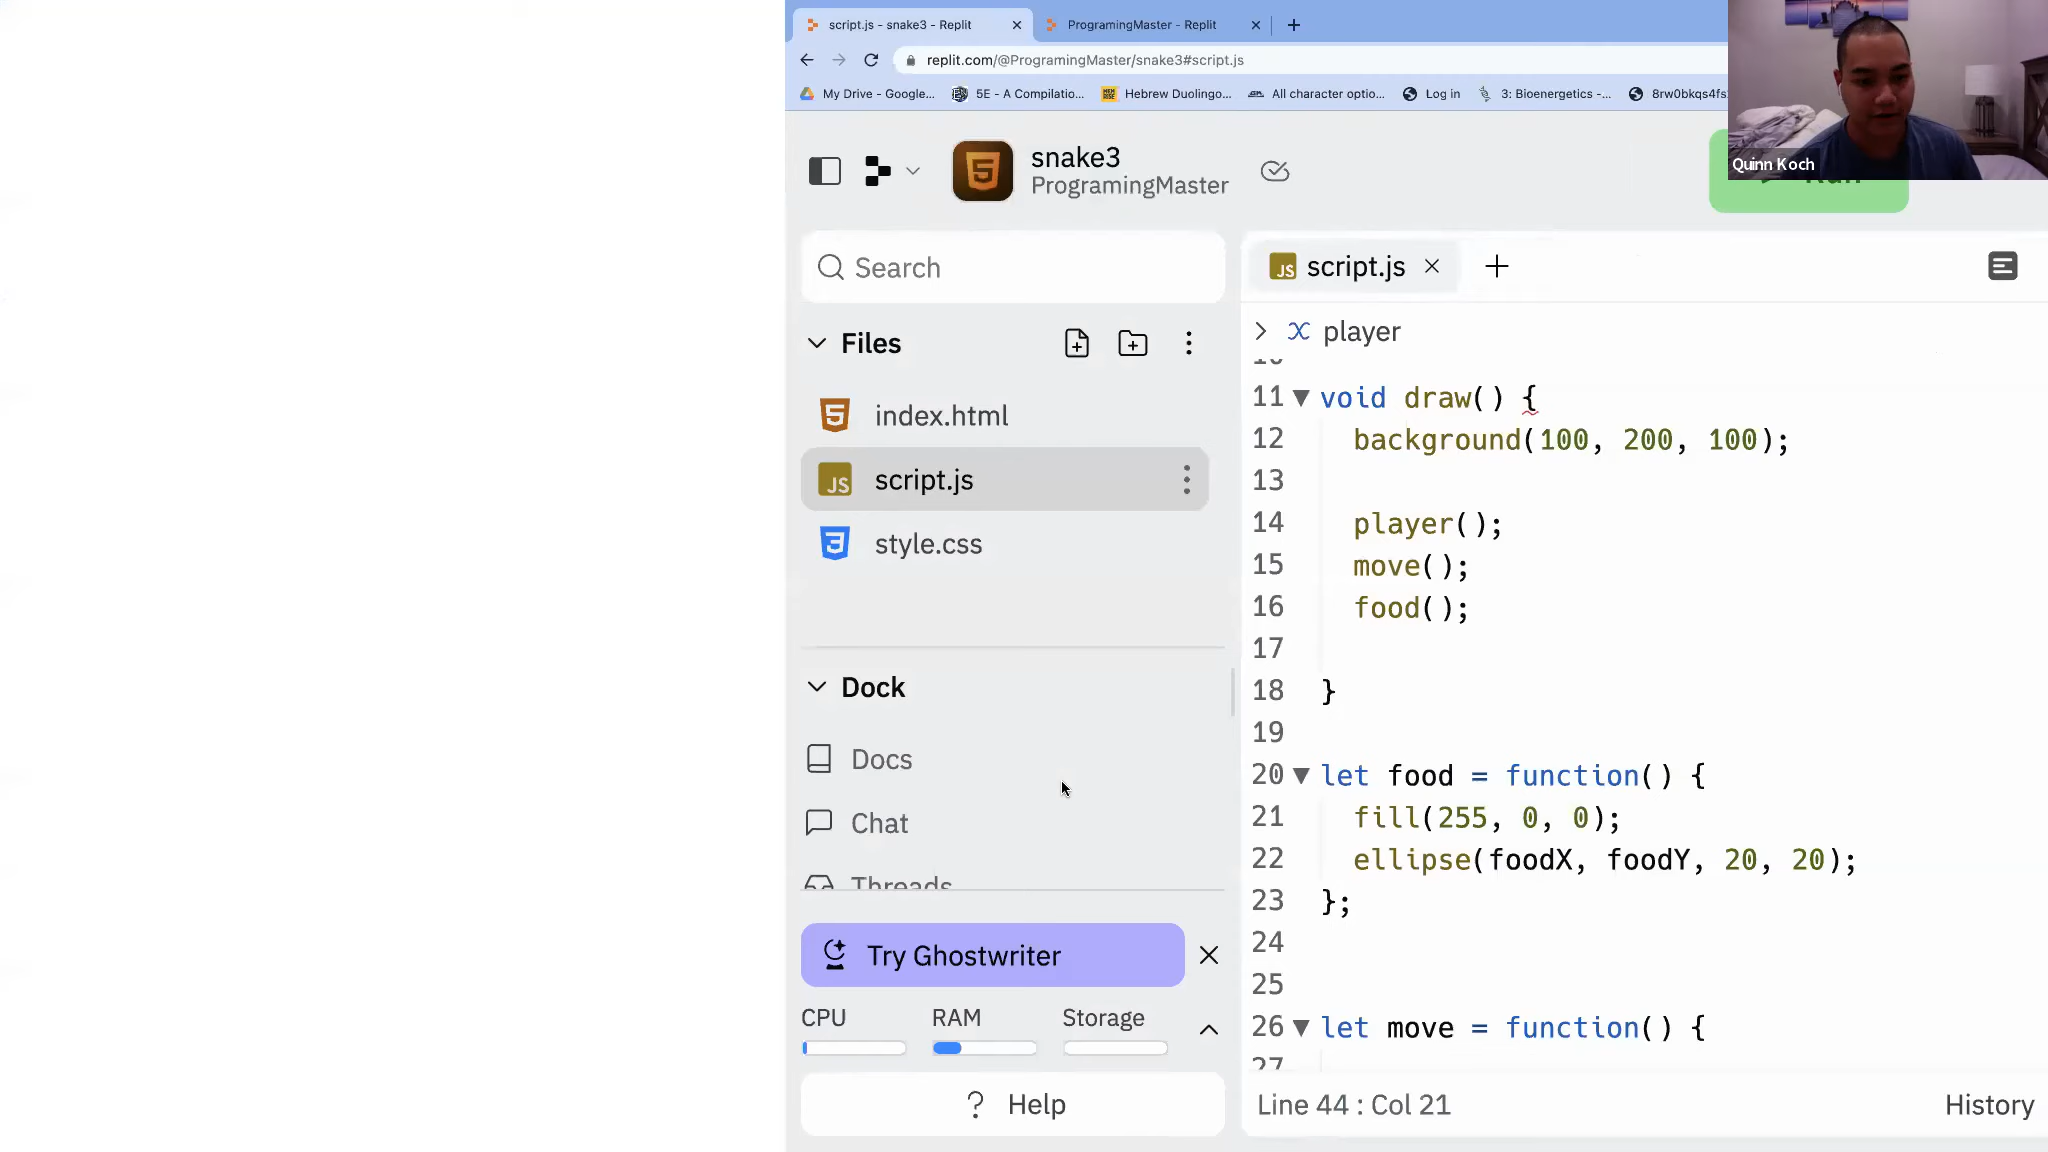 script.js - snake3 - Replit
ProgramingMaster - Replit
replit.com/@ProgramingMaster/snake3#script.js
My Drive - Google...
5E - A Compilatio...
Hebrew Duolingo...
All character optio...
Log in
3: Bioenergetics -...
8rw0bkqs4fs
Quinn Koch
snake3
ProgramingMaster
Run
Search
script.js
Files
player
index.html
script.js
style.css
Dock
Docs
Chat
Threads
Try Ghostwriter
CPU RAM Storage
? Help
11 void draw() {
12 background(100, 200, 100);
13
14 player();
15 move();
16 food();
17
18 }
19
20 let food = function() {
21 fill(255, 0, 0);
22 ellipse(foodX, foodY, 20, 20);
23 };
24
25
26 let move = function() {
27
Line 44 : Col 21
History